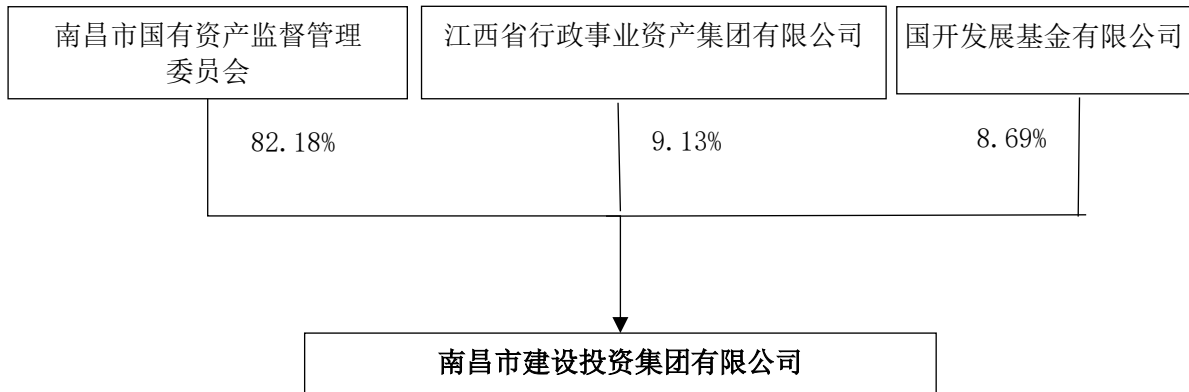 南昌市国有资产监督管理
委员会
江西省行政事业资产集团有限公司
国开发展基金有限公司
82.18%
9.13%
8.69%
南昌市建设投资集团有限公司